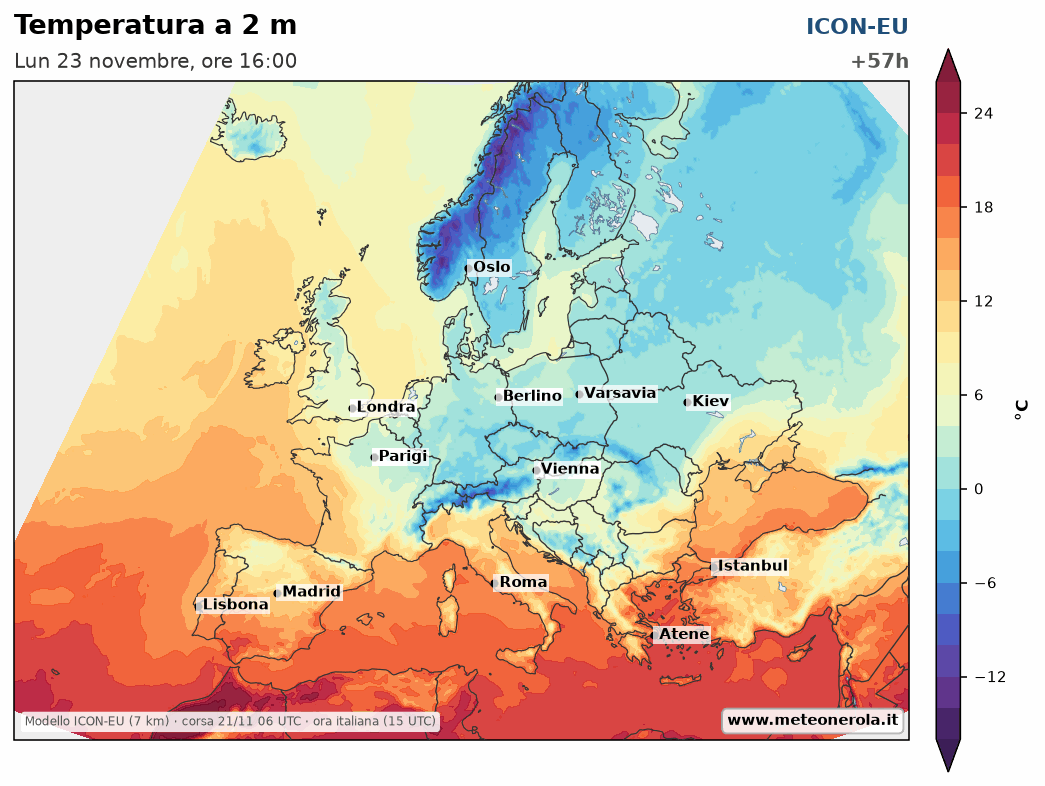 Temperatura a 2 m
ICON-EU
Lun 23 novembre, ore 16:00
+57h
24
18
12
6
0
−6
−12
°C
Oslo
Berlino
Varsavia
Kiev
Londra
Parigi
Vienna
Istanbul
Roma
Madrid
Lisbona
Atene
Modello ICON-EU (7 km) · corsa 21/11 06 UTC · ora italiana (15 UTC)
www.meteonerola.it